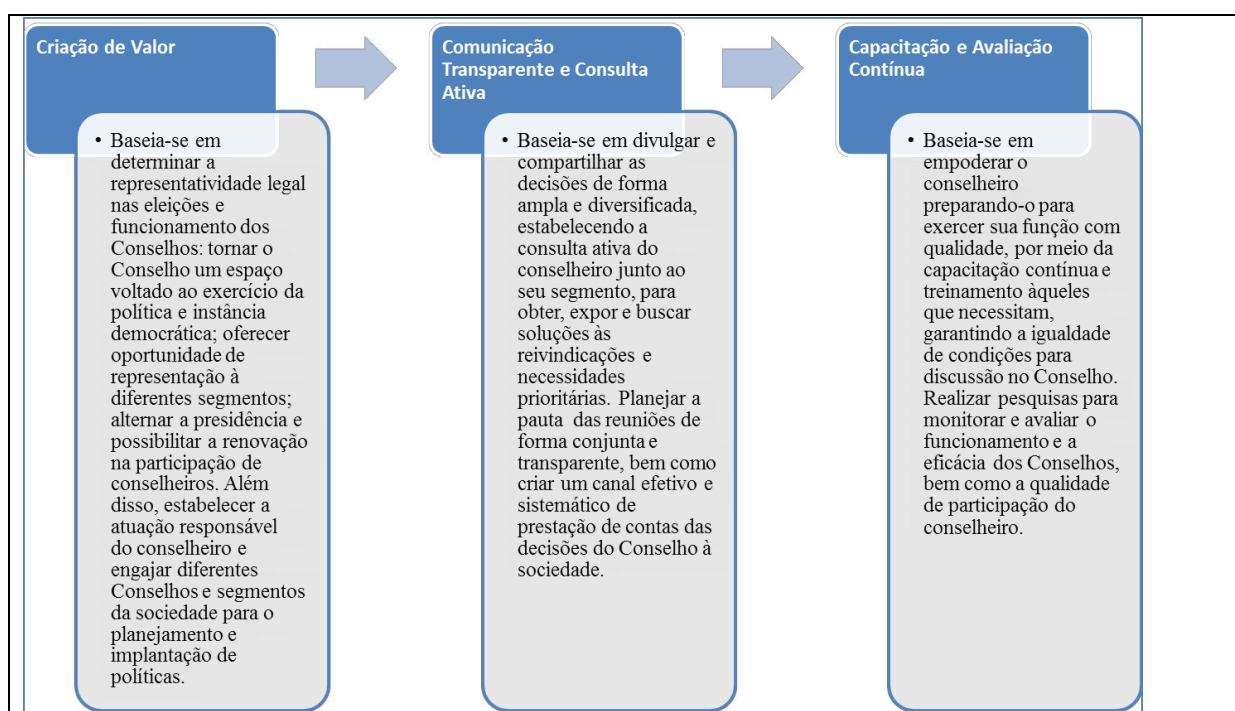 Criação de Valor
• Baseia-se em
determinar a
representatividade legal
nas eleições e
funcionamento dos
Conselhos: tornar o
Conselho um espaço
voltado ao exercício da
política e instância
democrática; oferecer
oportunidade de
representação à
diferentes segmentos;
alternar a presidência e
possibilitar a renovação
na participação de
conselheiros. Além
disso, estabelecer a
atuação responsável
do conselheiro e
engajar diferentes
Conselhos e segmentos
da sociedade para o
planejamento e
implantação de
políticas.
Comunicação
Transparente e Consulta
Ativa
• Baseia-se em divulgar e
compartilhar as
decisões de forma
ampla e diversificada,
estabelecendo a
consulta ativa do
conselheiro junto ao
seu segmento, para
obter, expor e buscar
soluções às
reivindicações e
necessidades
prioritárias. Planejar a
pauta das reuniões de
forma conjunta e
transparente, bem como
criar um canal efetivo e
sistemático de
prestação de contas das
decisões do Conselho à
sociedade.
Capacitação e Avaliação
Contínua
• Baseia-se em
empoderar o
conselheiro
preparando-o para
exercer sua função com
qualidade, por meio da
capacitação contínua e
treinamento àqueles
que necessitam,
garantindo a igualdade
de condições para
discussão no Conselho.
Realizar pesquisas para
monitorar e avaliar o
funcionamento e a
eficácia dos Conselhos,
bem como a qualidade
de participação do
conselheiro.